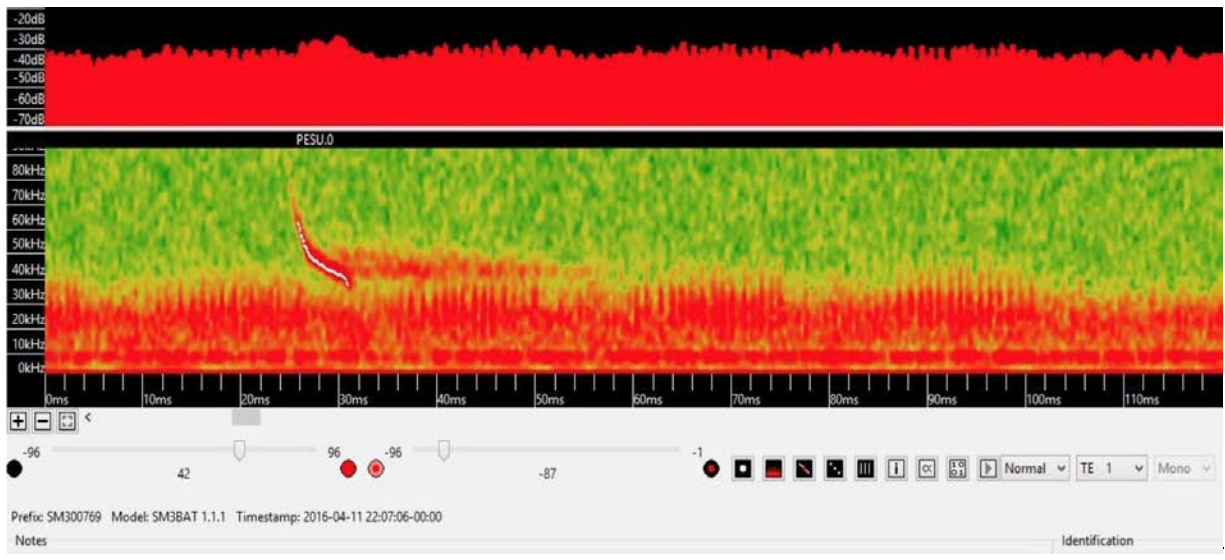 -20dB
-30dB
-40dB
-50dB
-60dB
-70dB
PESU.0
80kHz
70kHz
60kHz
50kHz
40kHz
30kHz
20kHz
10kHz
0kHz
0ms 10ms 20ms 30ms 40ms 50ms 60ms 70ms 80ms 90ms 100ms 110ms
-96 96 -96 -1
42 -87
Normal TE 1 Mono
Prefix: SM300769 Model: SM3BAT 1.1.1 Timestamp: 2016-04-11 22:07:06-00:00
Notes Identification